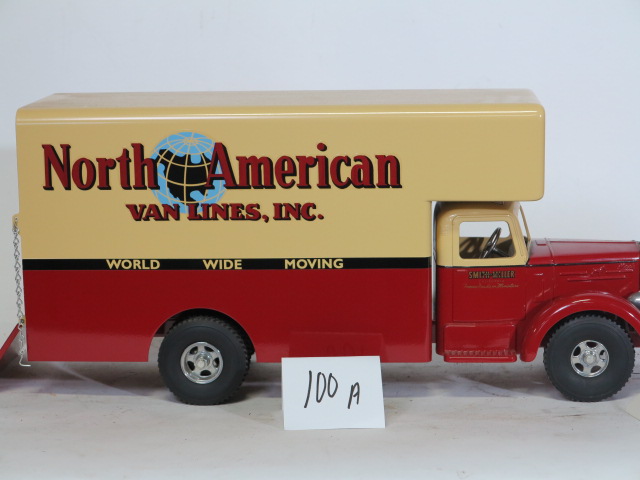 North American
VAN LINES, INC.
WORLD WIDE MOVING
SMITH-MILLER
100 A